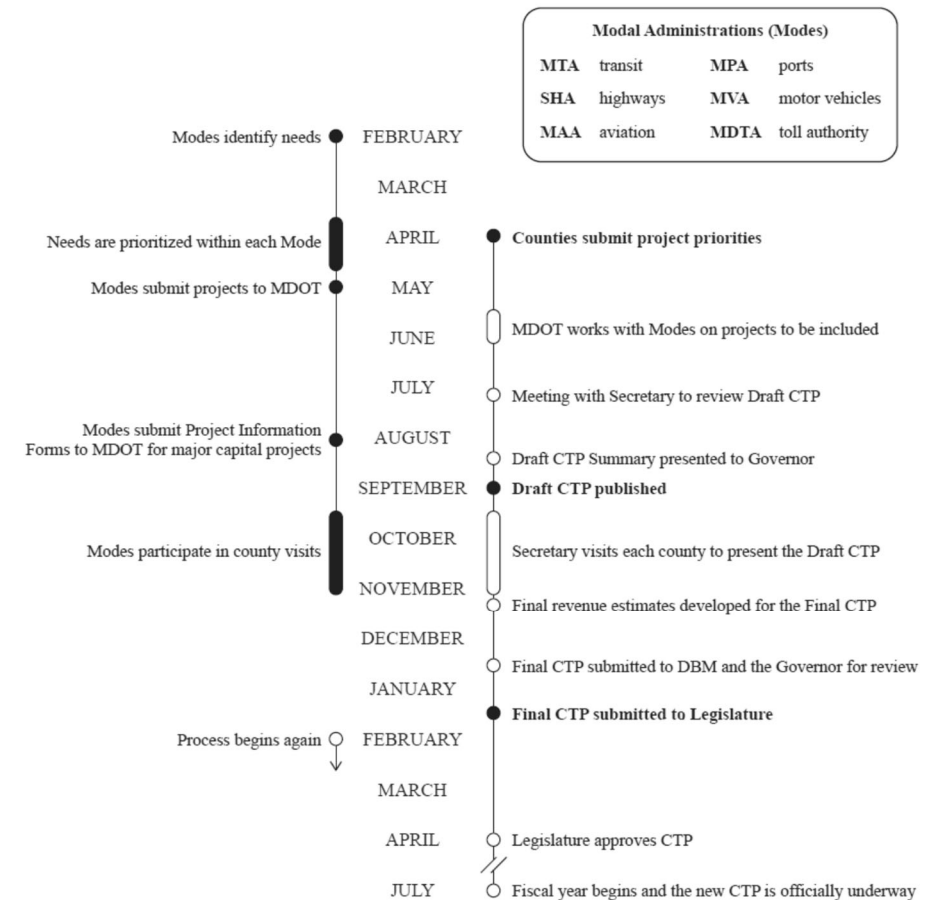 Modal Administrations (Modes)
MTA transit MPA ports
SHA highways MVA motor vehicles
MAA aviation MDTA toll authority
Modes identify needs FEBRUARY
MARCH
Needs are prioritized within each Mode APRIL Counties submit project priorities
Modes submit projects to MDOT MAY
MDOT works with Modes on projects to be included
JUNE
JULY
Meeting with Secretary to review Draft CTP
Modes submit Project Information
Forms to MDOT for major capital projects
AUGUST
Draft CTP Summary presented to Governor
SEPTEMBER Draft CTP published
OCTOBER
Modes participate in county visits Secretary visits each county to present the Draft CTP
NOVEMBER
Final revenue estimates developed for the Final CTP
DECEMBER
Final CTP submitted to DBM and the Governor for review
JANUARY
Final CTP submitted to Legislature
Process begins again FEBRUARY
MARCH
APRIL Legislature approves CTP
JULY Fiscal year begins and the new CTP is officially underway